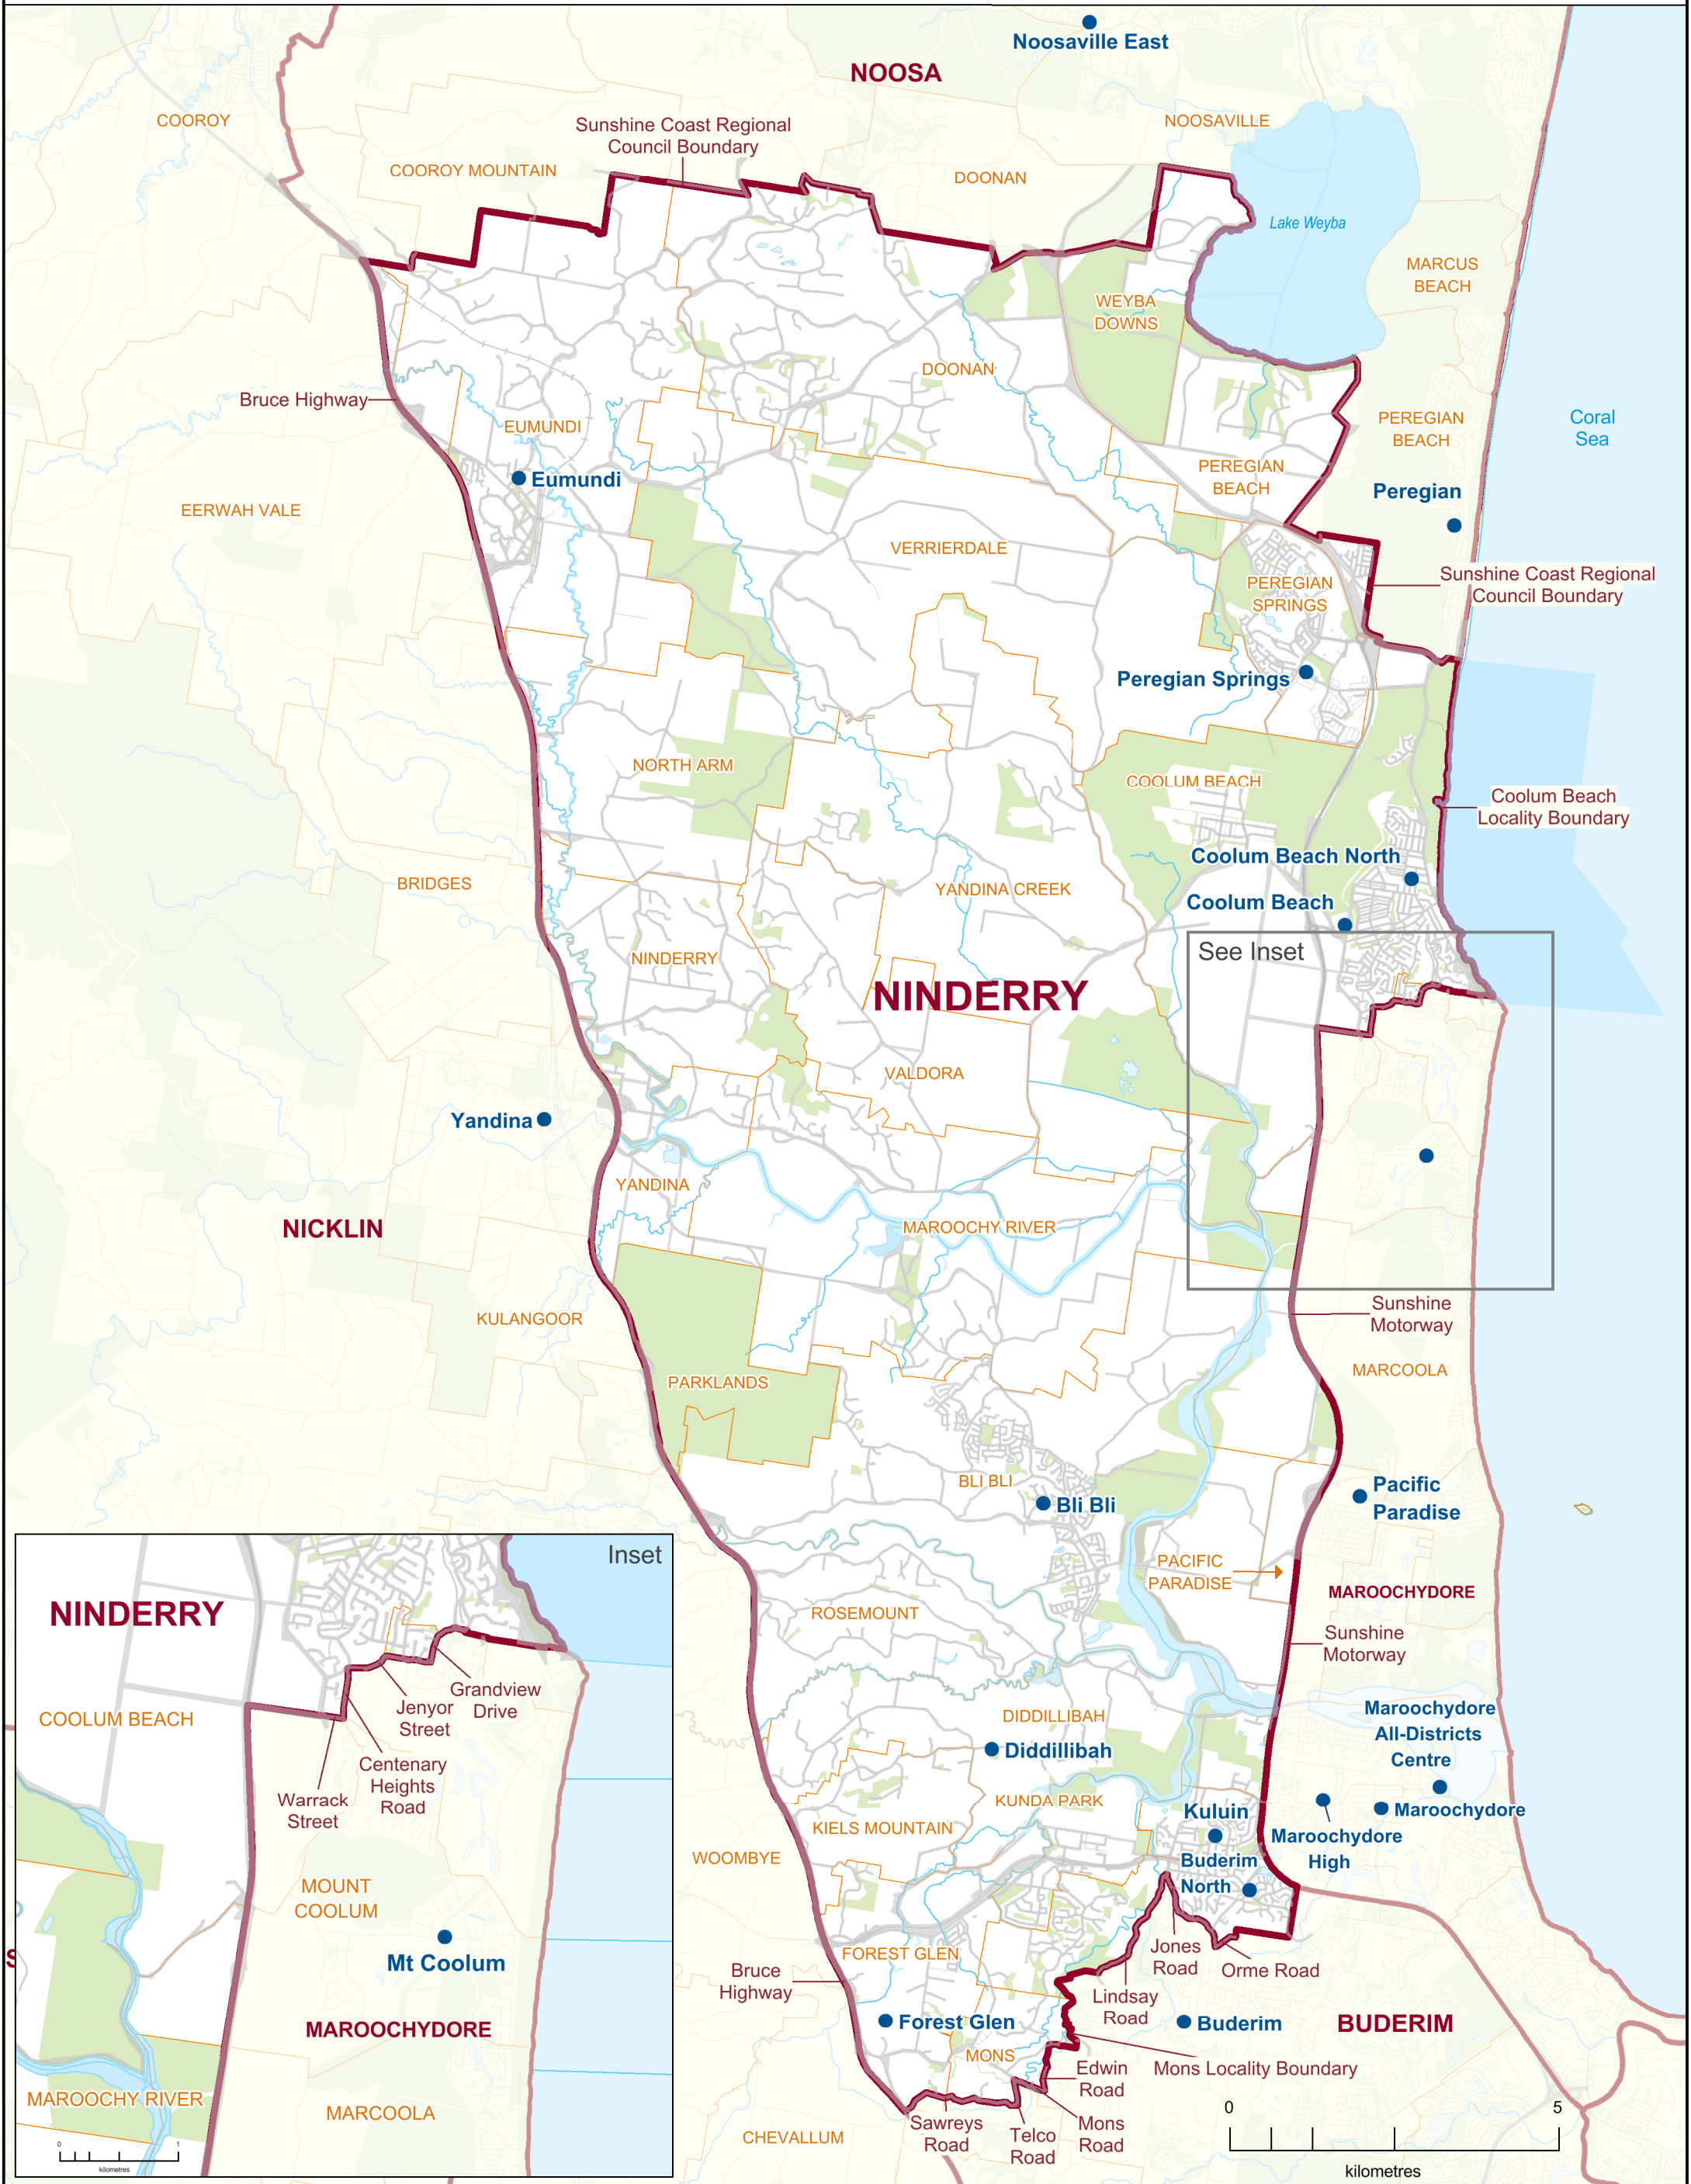 Noosaville East
NOOSA
COOROY
Sunshine Coast Regional
Council Boundary
NOOSAVILLE
COOROY MOUNTAIN
DOONAN
Lake Weyba
MARCUS
BEACH
WEYBA
DOWNS
DOONAN
Bruce Highway
EUMUNDI
Eumundi
PEREGIAN
BEACH
Coral
Sea
PEREGIAN
BEACH
Peregian
EERWAH VALE
VERRIERDALE
PEREGIAN
SPRINGS
Sunshine Coast Regional
Council Boundary
Peregian Springs
NORTH ARM
COOLUM BEACH
Coolum Beach
Locality Boundary
Coolum Beach North
BRIDGES
YANDINA CREEK
Coolum Beach
See Inset
NINDERRY
NINDERRY
VALDORA
Yandina
YANDINA
NICKLIN
MAROOCHY RIVER
KULANGOOR
Sunshine
Motorway
MARCOOLA
PARKLANDS
BLI BLI
Bli Bli
Pacific
Paradise
PACIFIC
PARADISE
MAROOCHYDORE
ROSEMOUNT
Sunshine
Motorway
DIDDILLIBAH
Diddillibah
Maroochydore
All-Districts
Centre
KUNDA PARK
Kuluin
Maroochydore
KIELS MOUNTAIN
Maroochydore
High
WOOMBYE
Buderim
North
FOREST GLEN
Jones
Road
Orme Road
Bruce
Highway
Lindsay
Road
Forest Glen
Buderim
BUDERIM
MONS
Mons Locality Boundary
Edwin
Road
Sawreys
Road
Telco
Road
Mons
Road
CHEVALLUM
0
5
kilometres
Inset
NINDERRY
COOLUM BEACH
Grandview
Drive
Jenyor
Street
Centenary
Heights
Road
Warrack
Street
MOUNT
COOLUM
Mt Coolum
S
MAROOCHYDORE
MAROOCHY RIVER
MARCOOLA
0
1
kilometres